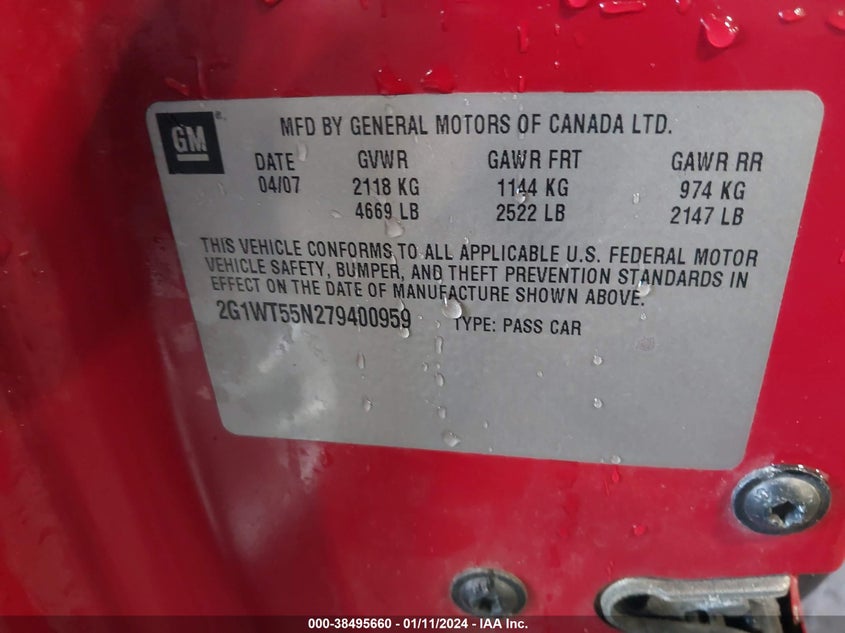 GM
MFD BY GENERAL MOTORS OF CANADA LTD.
DATE GVWR GAWR FRT GAWR RR
04/07 2118 KG 1144 KG 974 KG
4669 LB 2522 LB 2147 LB
THIS VEHICLE CONFORMS TO ALL APPLICABLE U.S. FEDERAL MOTOR
VEHICLE SAFETY, BUMPER, AND THEFT PREVENTION STANDARDS IN
EFFECT ON THE DATE OF MANUFACTURE SHOWN ABOVE.
2G1WT55N279400959 TYPE: PASS CAR
000-38495660 - 01/11/2024 - IAA Inc.